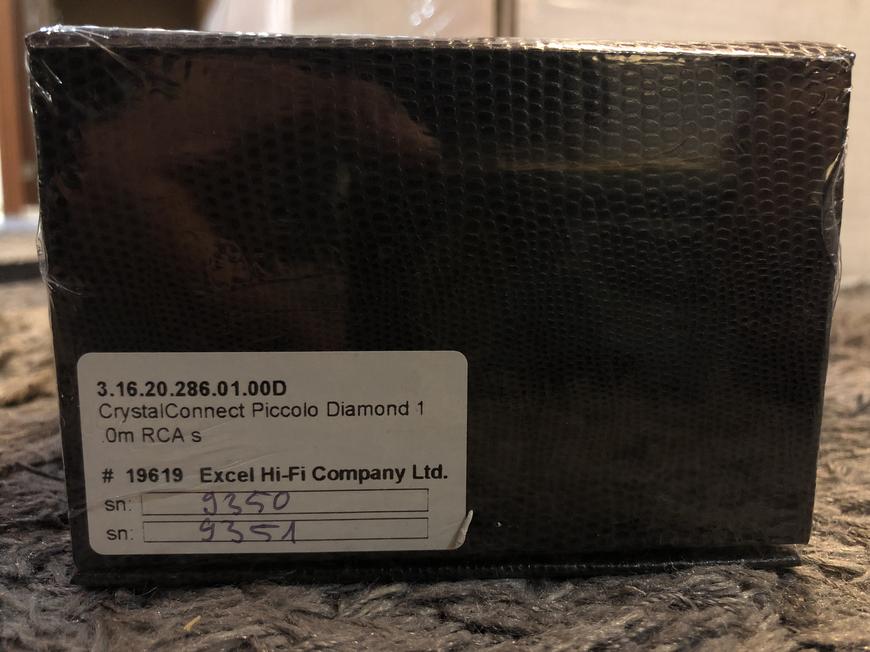 3.16.20.286.01.00D
CrystalConnect Piccolo Diamond 1
.0m RCA s
# 19619 Excel Hi-Fi Company Ltd.
sn: 9350
sn: 9351